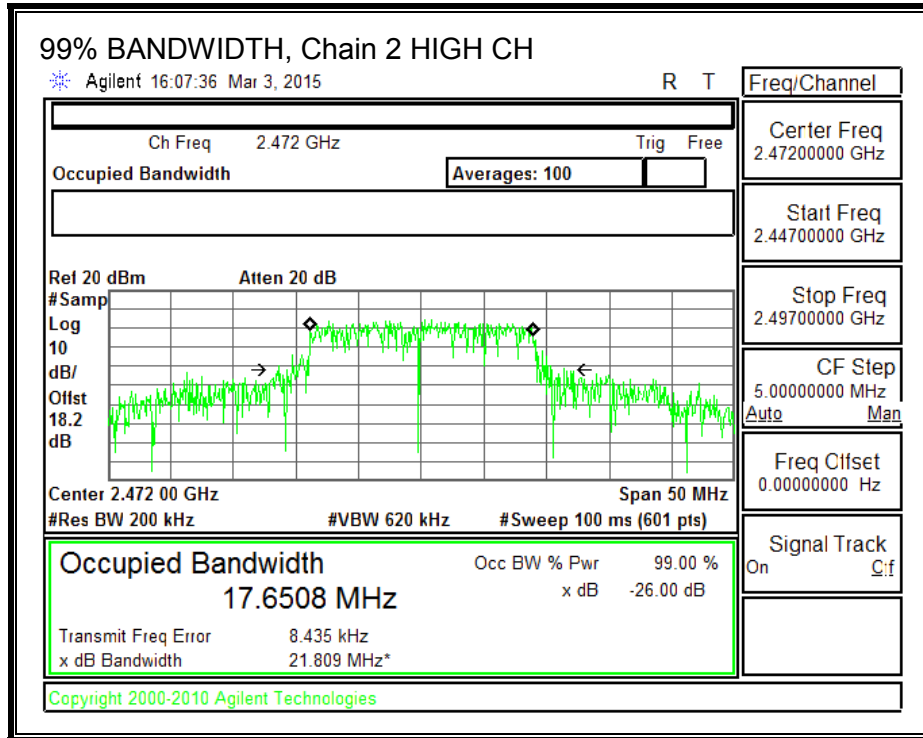 99% BANDWIDTH, Chain 2 HIGH CH
Agilent 16:07:36 Mar 3, 2015 R T
Ch Freq 2.472 GHz Trig Free
Occupied Bandwidth Averages: 100
Ref 20 dBm Atten 20 dB
#Samp
Log
10
dB/
Offst
18.2
dB
Center 2.472 00 GHz Span 50 MHz
#Res BW 200 kHz #VBW 620 kHz #Sweep 100 ms (601 pts)
Occupied Bandwidth Occ BW % Pwr 99.00 %
17.6508 MHz x dB -26.00 dB
Transmit Freq Error 8.435 kHz
x dB Bandwidth 21.809 MHz*
Copyright 2000-2010 Agilent Technologies
Freq/Channel
Center Freq
2.47200000 GHz
Start Freq
2.44700000 GHz
Stop Freq
2.49700000 GHz
CF Step
5.00000000 MHz
Auto Man
Freq Offset
0.00000000 Hz
Signal Track
On Off